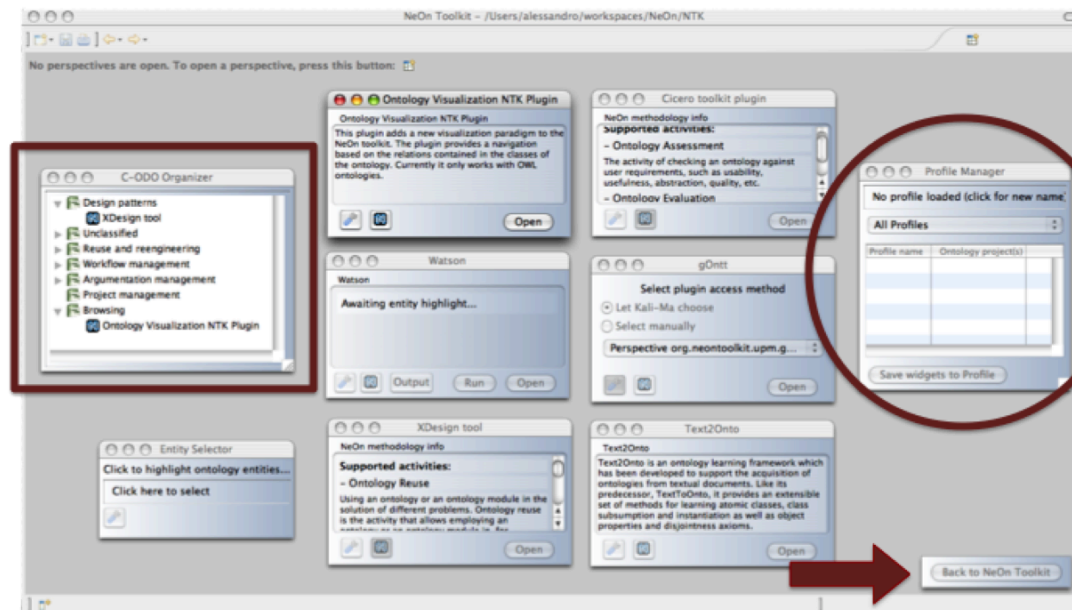 NeOn Toolkit - /Users/alessandro/workspaces/NeOn/NTK
No perspectives are open. To open a perspective, press this button:
C-ODO Organizer
Design patterns
XDesign tool
Unclassified
Reuse and reengineering
Workflow management
Argumentation management
Project management
Browsing
Ontology Visualization NTK Plugin
Entity Selector
Click to highlight ontology entities...
Click here to select
Ontology Visualization NTK Plugin
Ontology Visualization NTK Plugin
This plugin adds a new visualization paradigm to the
NeOn toolkit. The plugin provides a navigation
based on the relations contained in the classes of
the ontology. Currently it only works with OWL
ontologies.
Open
Watson
Watson
Awaiting entity highlight...
Output
Run
Open
XDesign tool
NeOn methodology info
Supported activities:
- Ontology Reuse
Using an ontology or an ontology module in the
solution of different problems. Ontology reuse
is the activity that allows employing an
ontology or an ontology module in, for
Open
Cicero toolkit plugin
NeOn methodology info
Supported activities:
- Ontology Assessment
The activity of checking an ontology against
user requirements, such as usability,
usefulness, abstraction, quality, etc.
- Ontology Evaluation
Open
gOntt
Select plugin access method
Let Kali-Ma choose
Select manually
Perspective org.neontoolkit.upm.g...
Open
Text2Onto
Text2Onto
Text2Onto is an ontology learning framework which
has been developed to support the acquisition of
ontologies from textual documents. Like its
predecessor, TextToOnto, it provides an extensible
set of methods for learning atomic classes, class
subsumption and instantiation as well as object
properties and disjointness axioms.
Open
Profile Manager
No profile loaded (click for new name)
All Profiles
Profile name
Ontology project(s)
Save widgets to Profile
Back to NeOn Toolkit